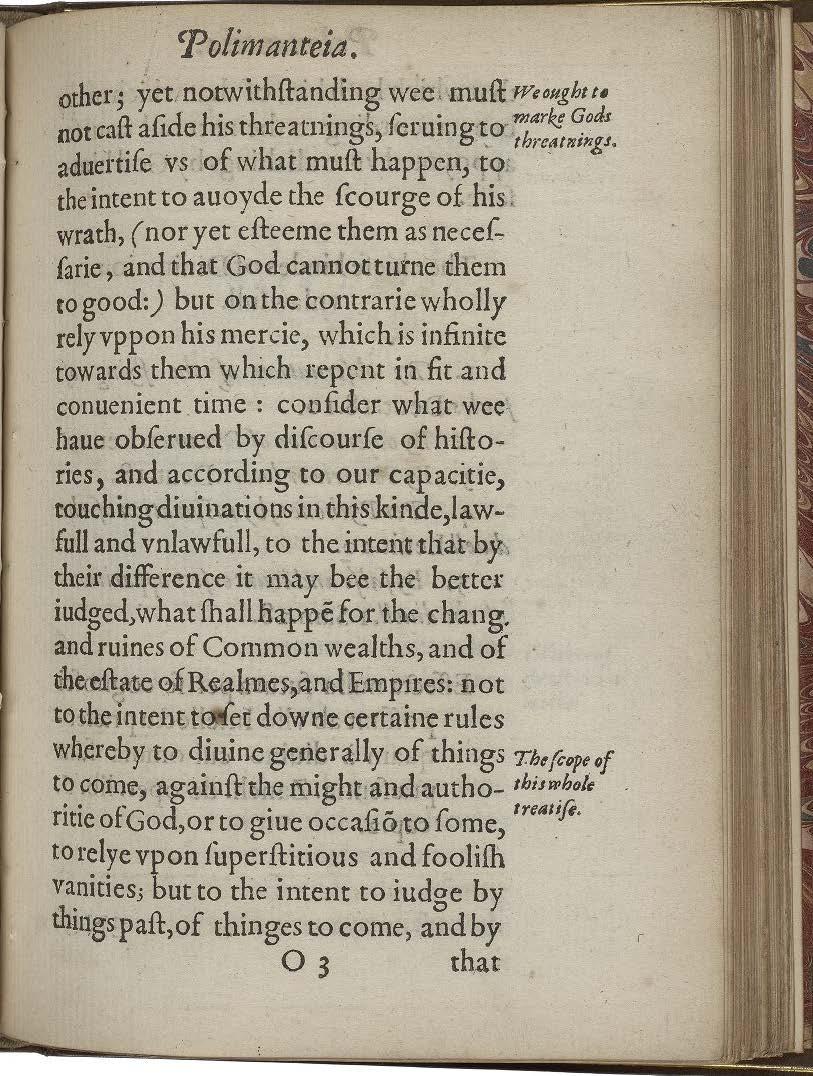 Polimanteia.
other; yet notwithſtanding wee muſt
not caſt aſide his threatnings, ſeruing to
aduertiſe vs of what muſt happen, to
the intent to auoyde the ſcourge of his
wrath, (nor yet eſteeme them as neceſ-
ſarie, and that God cannot turne them
to good:) but on the contrarie wholly
rely vppon his mercie, which is infinite
towards them which repent in fit and
conuenient time : conſider what wee
haue obſerued by diſcourſe of hiſto-
ries, and according to our capacitie,
touching diuinations in this kinde, law-
full and vnlawfull, to the intent that by
their difference it may bee the better
iudged, what ſhall happē for the chang.
and ruines of Common wealths, and of
the eſtate of Realmes, and Empires: not
to the intent to ſet downe certaine rules
whereby to diuine generally of things
to come, againſt the might and autho-
ritie of God, or to giue occaſiō to ſome,
to relye vpon ſuperſtitious and fooliſh
vanities; but to the intent to iudge by
things paſt, of thinges to come, and by
O 3 that
We ought to
marke Gods
threatnings.
The ſcope of
this whole
treatiſe.